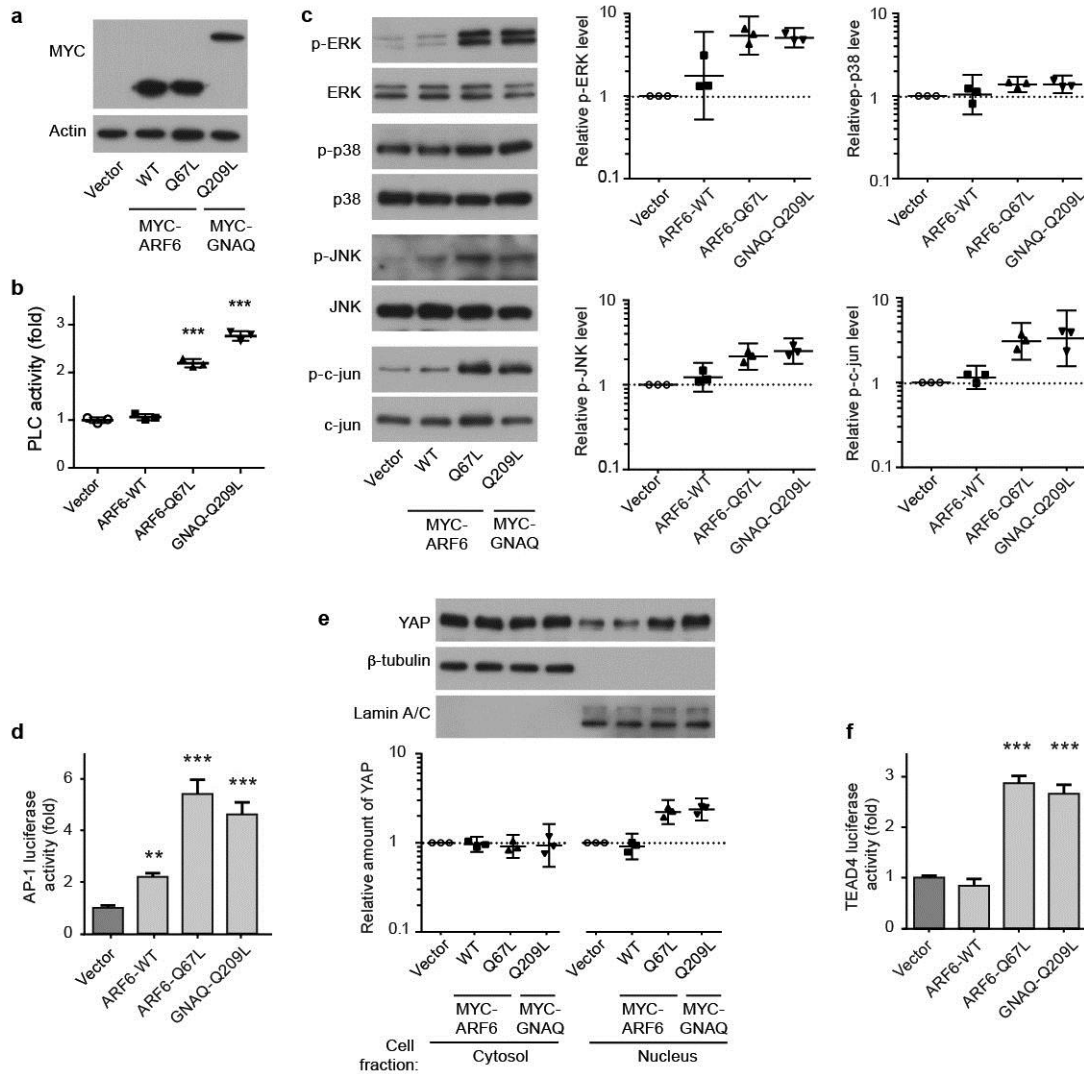 a
MYC
Actin
Vector
WT
Q67L
Q209L
MYC-
ARF6
MYC-
GNAQ
b
PLC activity (fold)
3
2
1
0
***
***
Vector
ARF6-WT
ARF6-Q67L
GNAQ-Q209L
c
p-ERK
ERK
p-p38
p38
p-JNK
JNK
p-c-jun
c-jun
Vector
WT
Q67L
Q209L
MYC-
ARF6
MYC-
GNAQ
Relative p-ERK level
10
1
0.1
Vector
ARF6-WT
ARF6-Q67L
GNAQ-Q209L
Relativep-p38 leve
10
1
0.1
Vector
ARF6-WT
ARF6-Q67L
GNAQ-Q209L
Relative p-JNK level
10
1
0.1
Vector
ARF6-WT
ARF6-Q67L
GNAQ-Q209L
Relative p-c-jun level
10
1
0.1
Vector
ARF6-WT
ARF6-Q67L
GNAQ-Q209L
d
AP-1 luciferase
activity (fold)
6
4
2
0
**
***
***
Vector
ARF6-WT
ARF6-Q67L
GNAQ-Q209L
e
YAP
β-tubulin
Lamin A/C
Relative amount of YAP
10
1
0.1
Vector
WT
Q67L
Q209L
Vector
WT
Q67L
Q209L
MYC-
ARF6
MYC-
GNAQ
MYC-
ARF6
MYC-
GNAQ
Cell
fraction:
Cytosol
Nucleus
f
TEAD4 luciferase
activity (fold)
3
2
1
0
***
***
Vector
ARF6-WT
ARF6-Q67L
GNAQ-Q209L